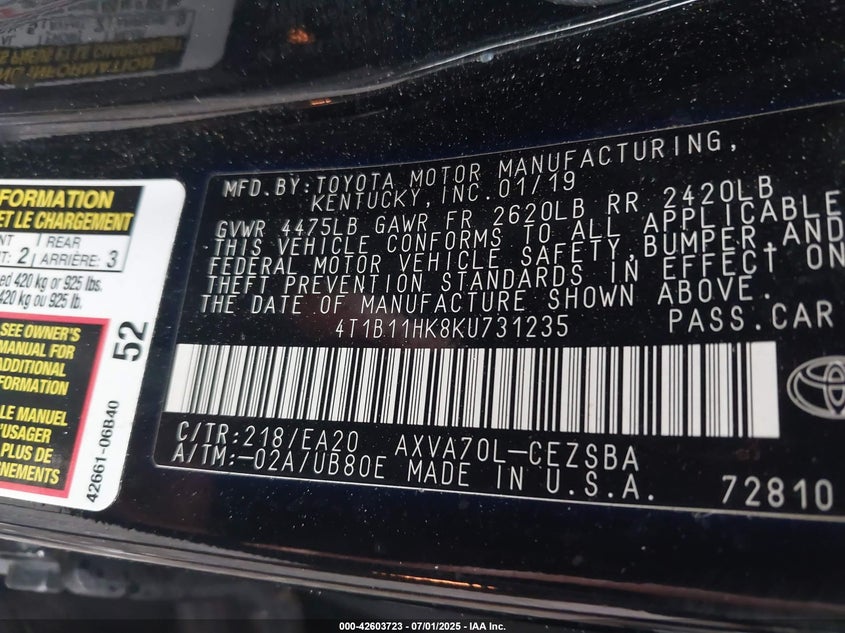 MFD. BY: TOYOTA MOTOR MANUFACTURING,
KENTUCKY, INC. 01/19
GVWR 4475LB GAWR FR 2620LB RR 2420LB
THIS VEHICLE CONFORMS TO ALL APPLICABLE
FEDERAL MOTOR VEHICLE SAFETY, BUMPER, AND
THEFT PREVENTION STANDARDS IN EFFECT ON
THE DATE OF MANUFACTURE SHOWN ABOVE.
4T1B11HK8KU731235 PASS.CAR
C/TR:218/EA20 AXVA70L-CEZSBA
A/TM:-02A/UB80E MADE IN U.S.A.
72810
FORMATION
ET LE CHARGEMENT
NT REAR
T: 2 ARRIÈRE: 3
ed 420 kg or 925 lbs.
420 kg ou 925 lb.
SEE OWNER'S
MANUAL FOR
ADDITIONAL
FORMATION
LE MANUEL
'USAGER
PLUS DE
NEMENTS
52
42661-06B40
000-42603723 - 07/01/2025 - IAA Inc.